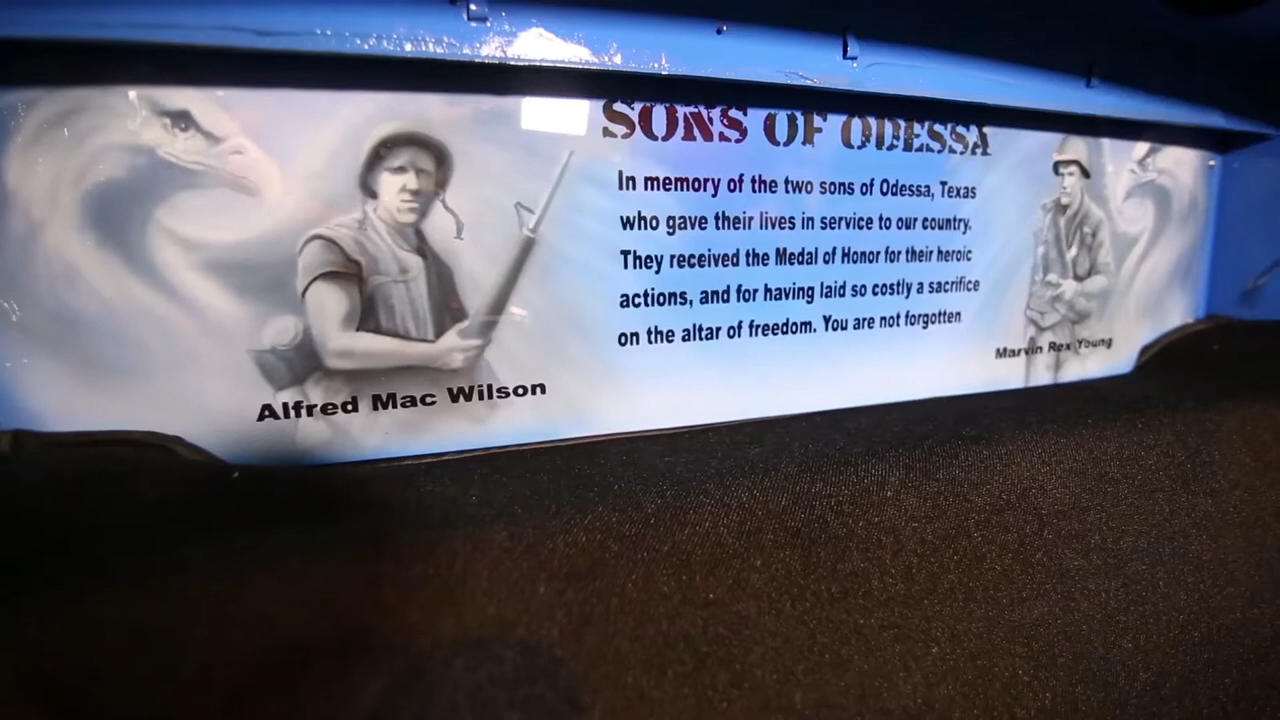 SONS OF ODESSA
In memory of the two sons of Odessa, Texas
who gave their lives in service to our country.
They received the Medal of Honor for their heroic
actions, and for having laid so costly a sacrifice
on the altar of freedom. You are not forgotten
Alfred Mac Wilson
Marvin Rex Young